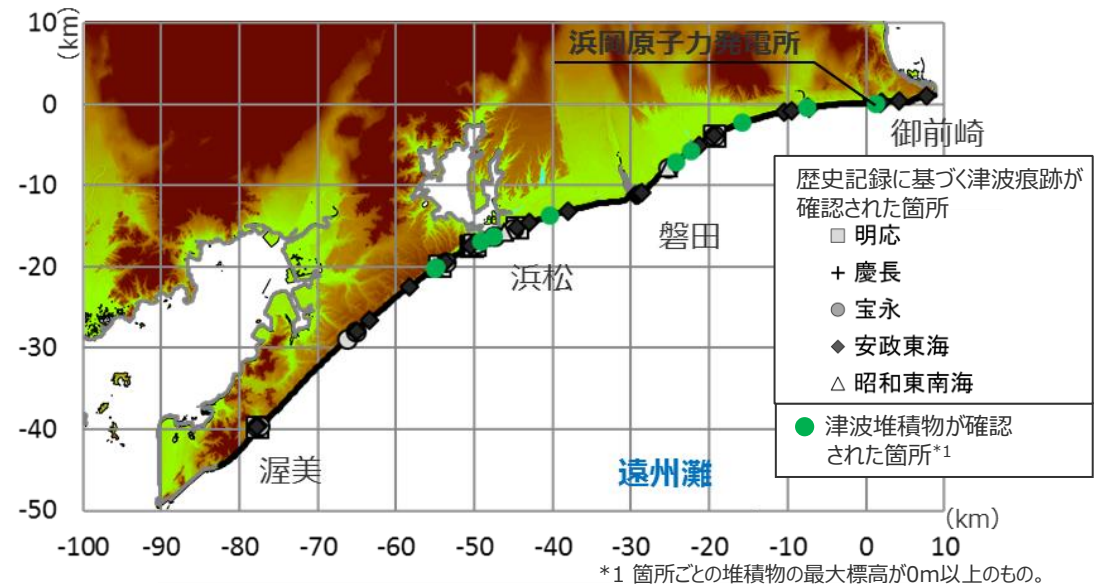 10
(km)
0
-10
-20
-30
-40
-50
浜岡原子力発電所
御前崎
磐田
浜松
渥美
遠州灘
歴史記録に基づく津波痕跡が
確認された箇所
□ 明応
+ 慶長
● 宝永
◆ 安政東海
△ 昭和東南海
● 津波堆積物が確認
された箇所*1
(km)
-100 -90 -80 -70 -60 -50 -40 -30 -20 -10 0 10
*1 箇所ごとの堆積物の最大標高が0m以上のもの。